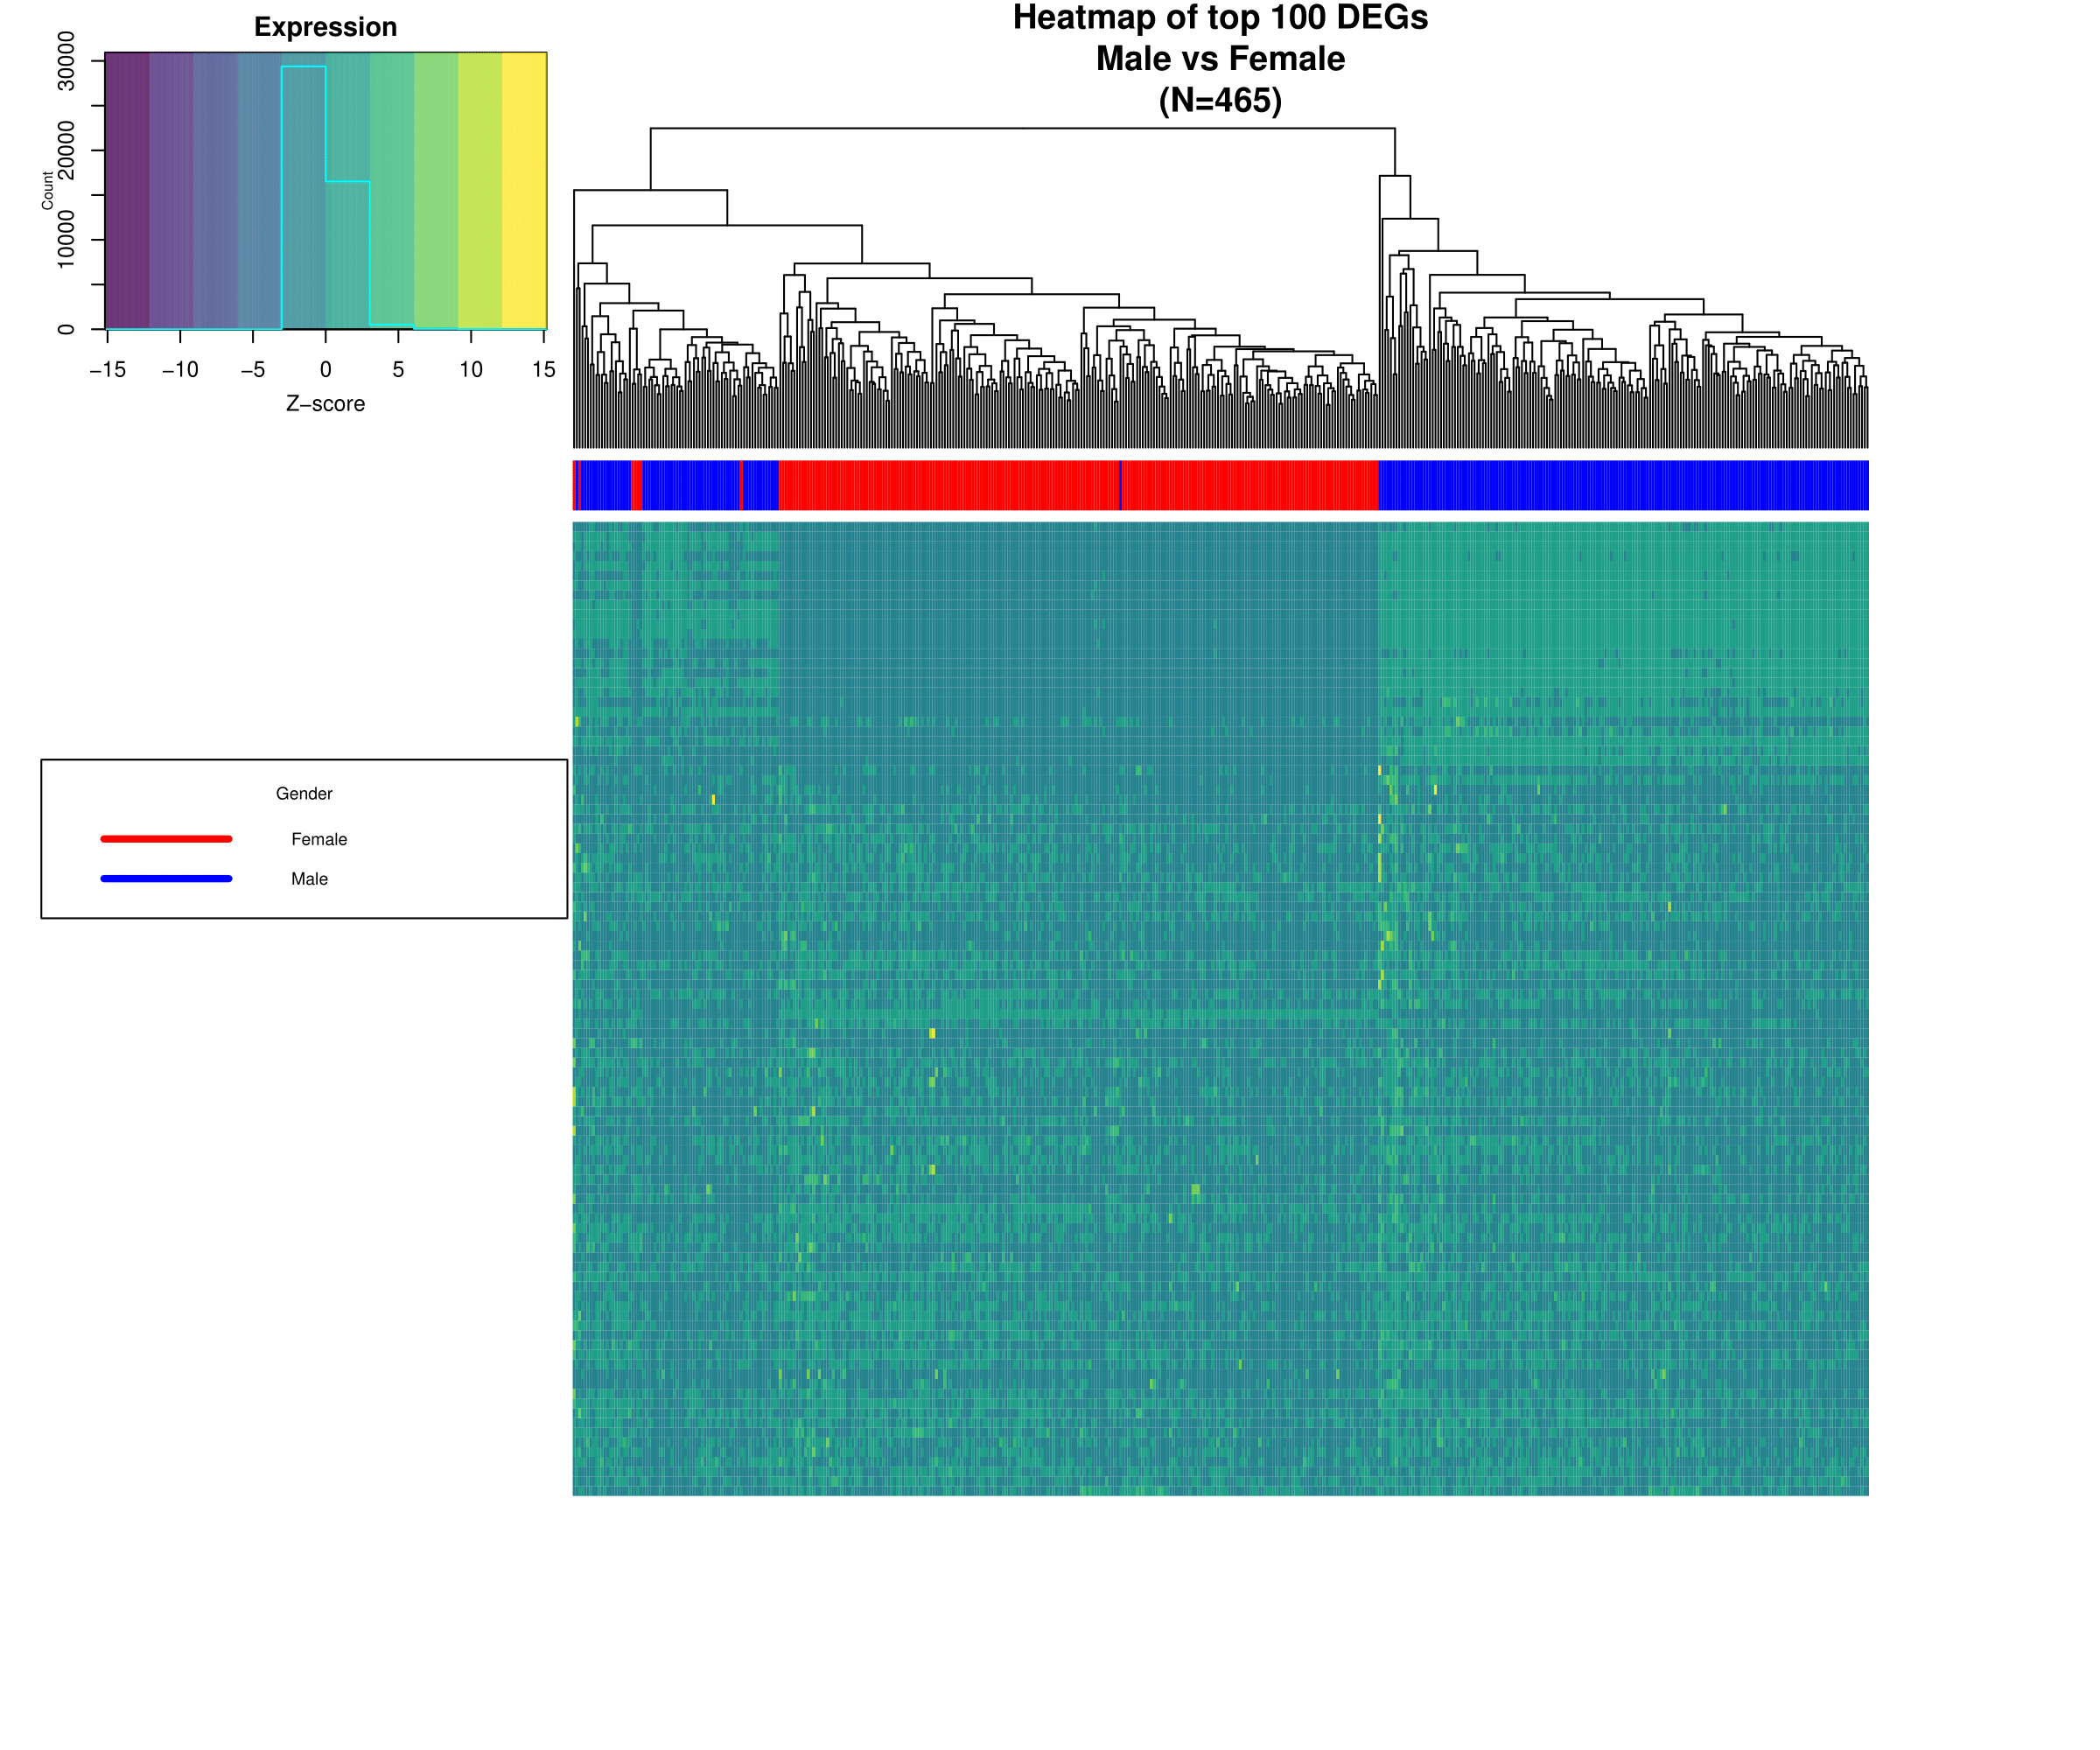 Heatmap of top 100 DEGs
Male vs Female
(N=465)
Expression
Count
0
10000
20000
30000
−15 −10 −5 0 5 10 15
Z−score
Gender
Female
Male